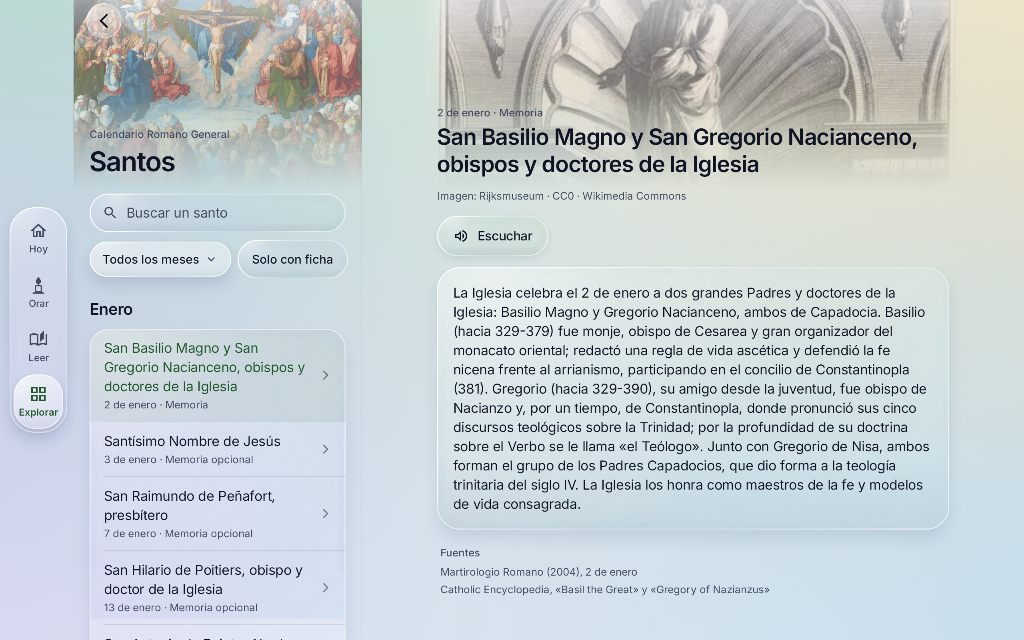 Hoy
Orar
Leer
Explorar
Calendario Romano General
Santos
Buscar un santo
Todos los meses
Solo con ficha
Enero
San Basilio Magno y San
Gregorio Nacianceno, obispos y
doctores de la Iglesia
2 de enero · Memoria
Santísimo Nombre de Jesús
3 de enero · Memoria opcional
San Raimundo de Peñafort,
presbítero
7 de enero · Memoria opcional
San Hilario de Poitiers, obispo y
doctor de la Iglesia
13 de enero · Memoria opcional
2 de enero · Memoria
San Basilio Magno y San Gregorio Nacianceno,
obispos y doctores de la Iglesia
Imagen: Rijksmuseum · CC0 · Wikimedia Commons
Escuchar
La Iglesia celebra el 2 de enero a dos grandes Padres y doctores de la
Iglesia: Basilio Magno y Gregorio Nacianceno, ambos de Capadocia. Basilio
(hacia 329-379) fue monje, obispo de Cesarea y gran organizador del
monacato oriental; redactó una regla de vida ascética y defendió la fe
nicena frente al arrianismo, participando en el concilio de Constantinopla
(381). Gregorio (hacia 329-390), su amigo desde la juventud, fue obispo de
Nacianzo y, por un tiempo, de Constantinopla, donde pronunció sus cinco
discursos teológicos sobre la Trinidad; por la profundidad de su doctrina
sobre el Verbo se le llama «el Teólogo». Junto con Gregorio de Nisa, ambos
forman el grupo de los Padres Capadocios, que dio forma a la teología
trinitaria del siglo IV. La Iglesia los honra como maestros de la fe y modelos
de vida consagrada.
Fuentes
Martirologio Romano (2004), 2 de enero
Catholic Encyclopedia, «Basil the Great» y «Gregory of Nazianzus»